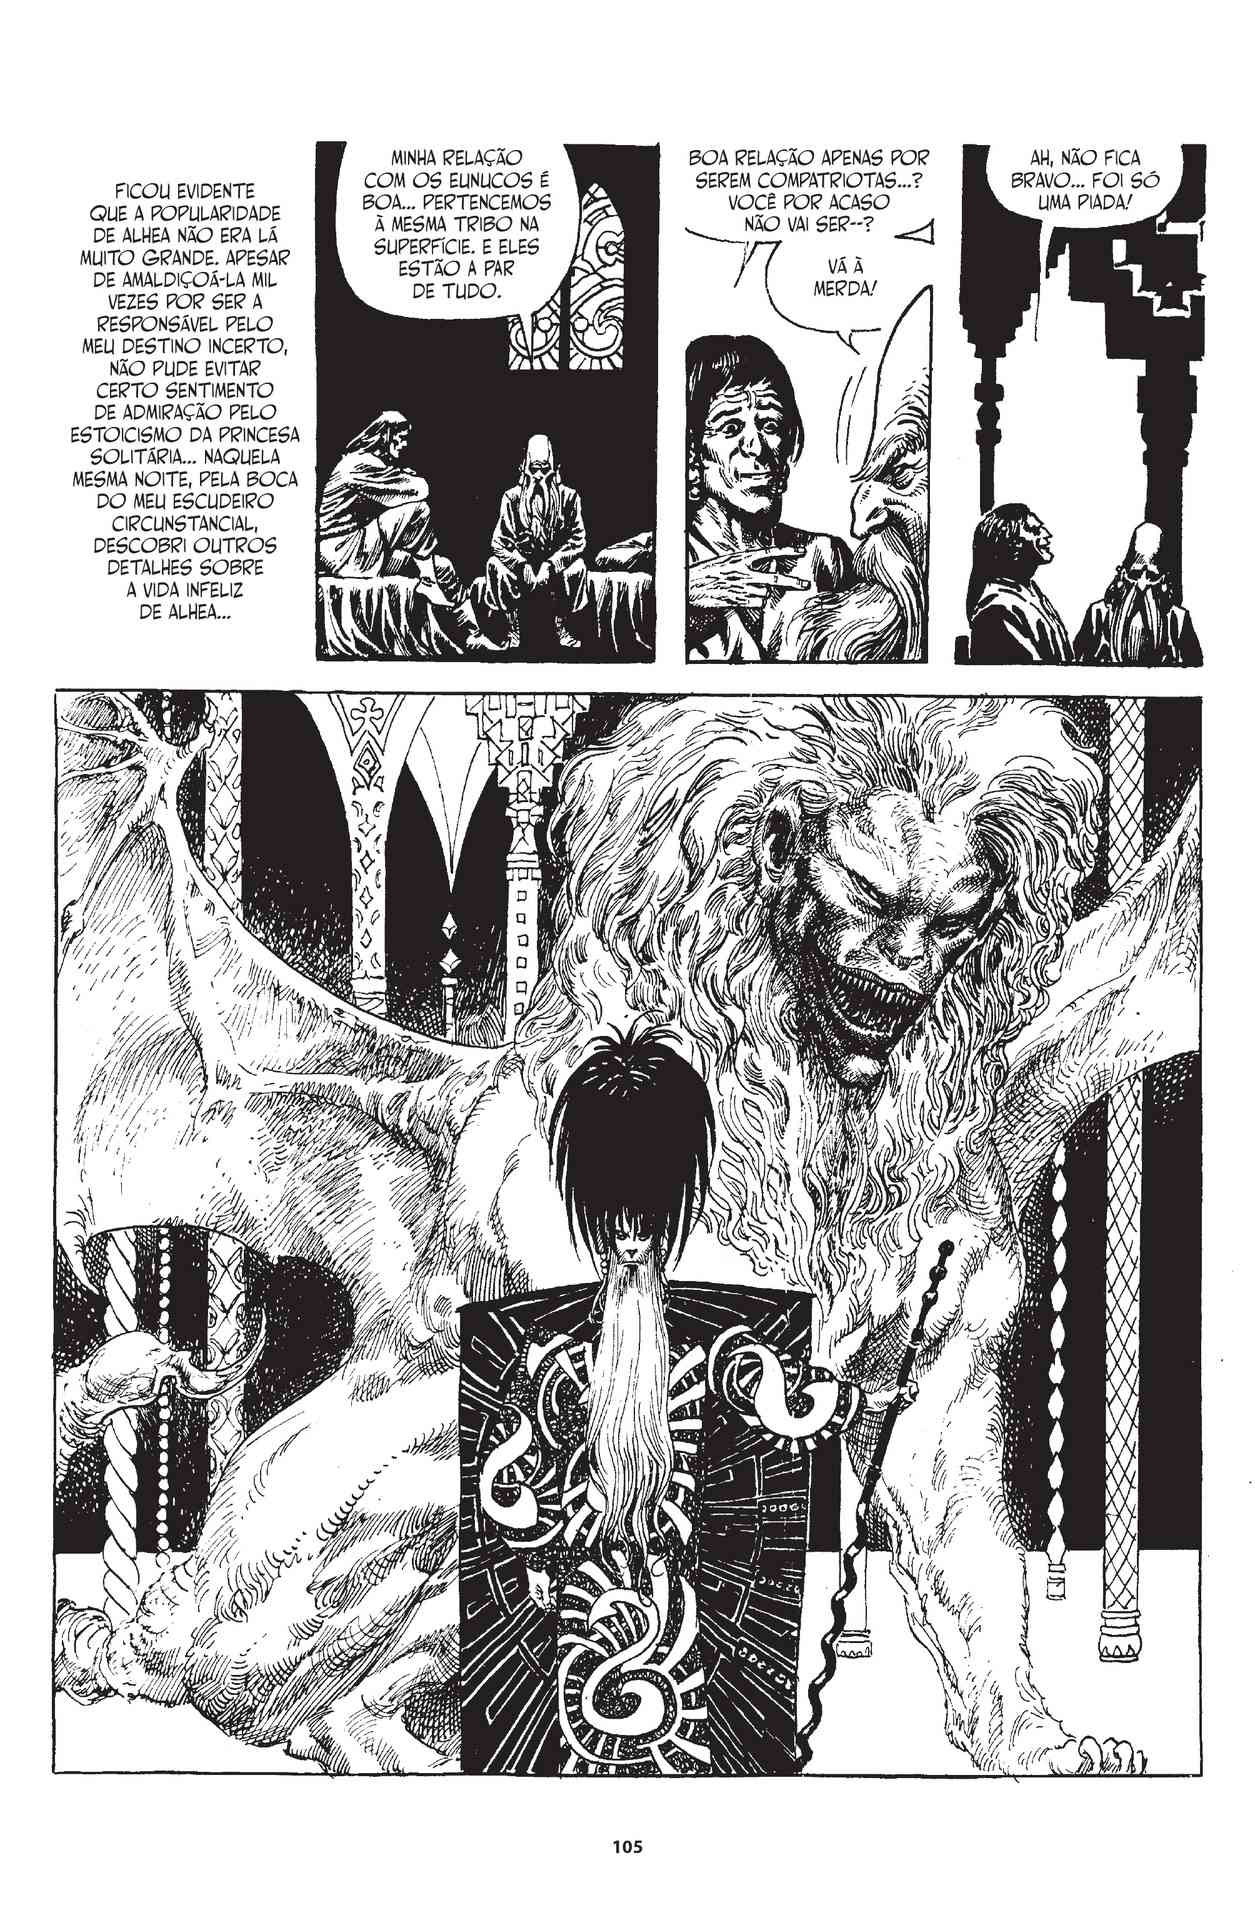 FICOU EVIDENTE
QUE A POPULARIDADE
DE ALHEA NÃO ERA LÁ
MUITO GRANDE. APESAR
DE AMALDIÇOÁ-LA MIL
VEZES POR SER A
RESPONSÁVEL PELO
MEU DESTINO INCERTO,
NÃO PUDE EVITAR
CERTO SENTIMENTO
DE ADMIRAÇÃO PELO
ESTOICISMO DA PRINCESA
SOLITÁRIA... NAQUELA
MESMA NOITE, PELA BOCA
DO MEU ESCUDEIRO
CIRCUNSTANCIAL,
DESCOBRI OUTROS
DETALHES SOBRE
A VIDA INFELIZ
DE ALHEA...
MINHA RELAÇÃO
COM OS EUNUCOS É
BOA... PERTENCEMOS
À MESMA TRIBO NA
SUPERFÍCIE. E ELES
ESTÃO A PAR
DE TUDO.
BOA RELAÇÃO APENAS POR
SEREM COMPATRIOTAS...?
VOCÊ POR ACASO
NÃO VAI SER--?
VÁ À
MERDA!
AH, NÃO FICA
BRAVO... FOI SÓ
UMA PIADA!
105